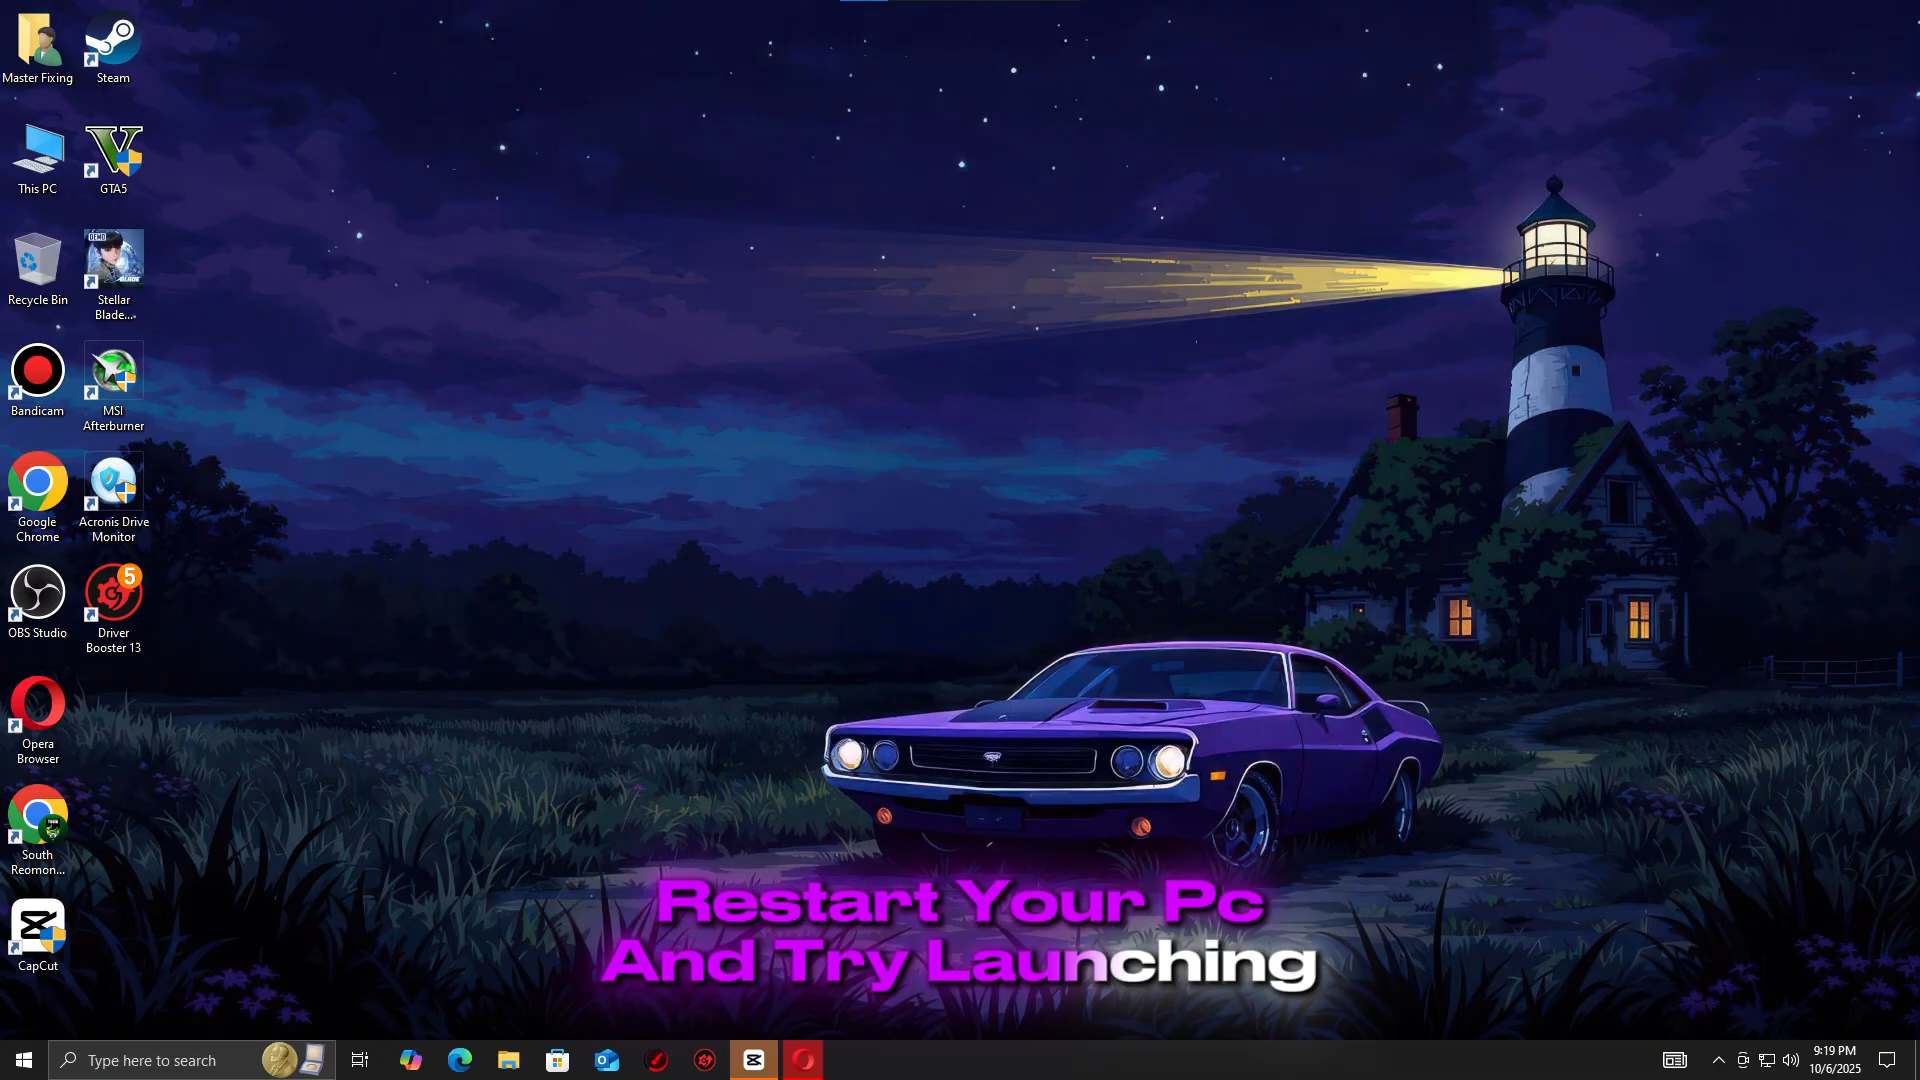 Master Fixing
Steam
This PC
GTA5
Recycle Bin
DEMO
BLADE
Stellar
Blade...
Bandicam
MSI
Afterburner
Google
Chrome
Acronis Drive
Monitor
OBS Studio
5
Driver
Booster 13
Opera
Browser
South
Reomon...
CapCut
Restart Your Pc
And Try Launching
Type here to search
9:19 PM
10/6/2025